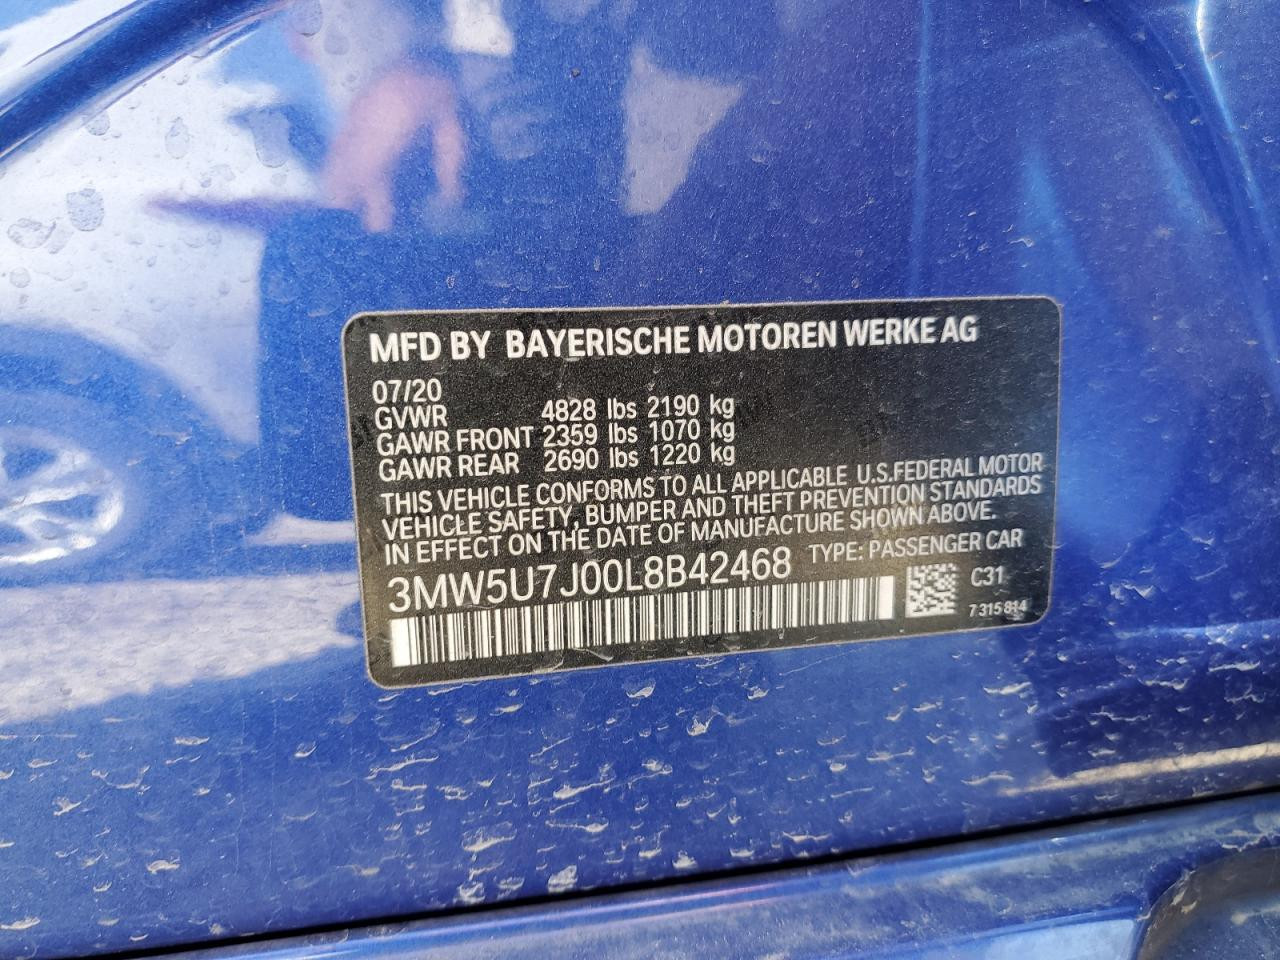 MFD BY BAYERISCHE MOTOREN WERKE AG
07/20
GVWR 4828 lbs 2190 kg
GAWR FRONT 2359 lbs 1070 kg
GAWR REAR 2690 lbs 1220 kg
THIS VEHICLE CONFORMS TO ALL APPLICABLE U.S.FEDERAL MOTOR
VEHICLE SAFETY, BUMPER AND THEFT PREVENTION STANDARDS
IN EFFECT ON THE DATE OF MANUFACTURE SHOWN ABOVE.
3MW5U7J00L8B42468 TYPE: PASSENGER CAR
C31
7 315 814